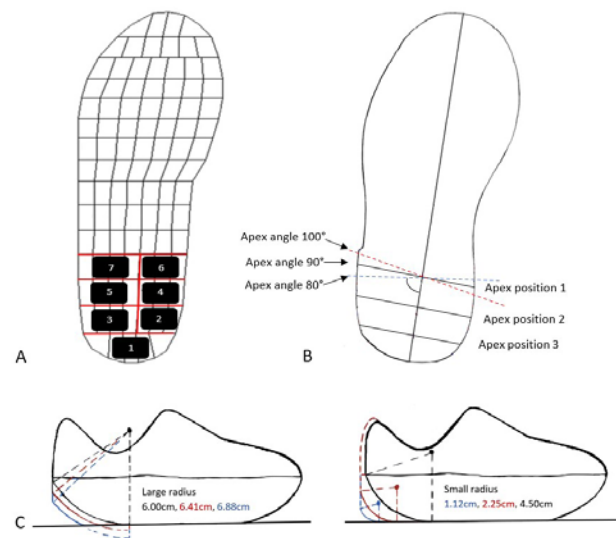 7 6
5 4
3 2
1
A
Apex angle 100°
Apex angle 90°
Apex angle 80°
Apex position 1
Apex position 2
Apex position 3
B
Large radius
6.00cm, 6.41cm, 6.88cm
Small radius
1.12cm, 2.25cm, 4.50cm
C